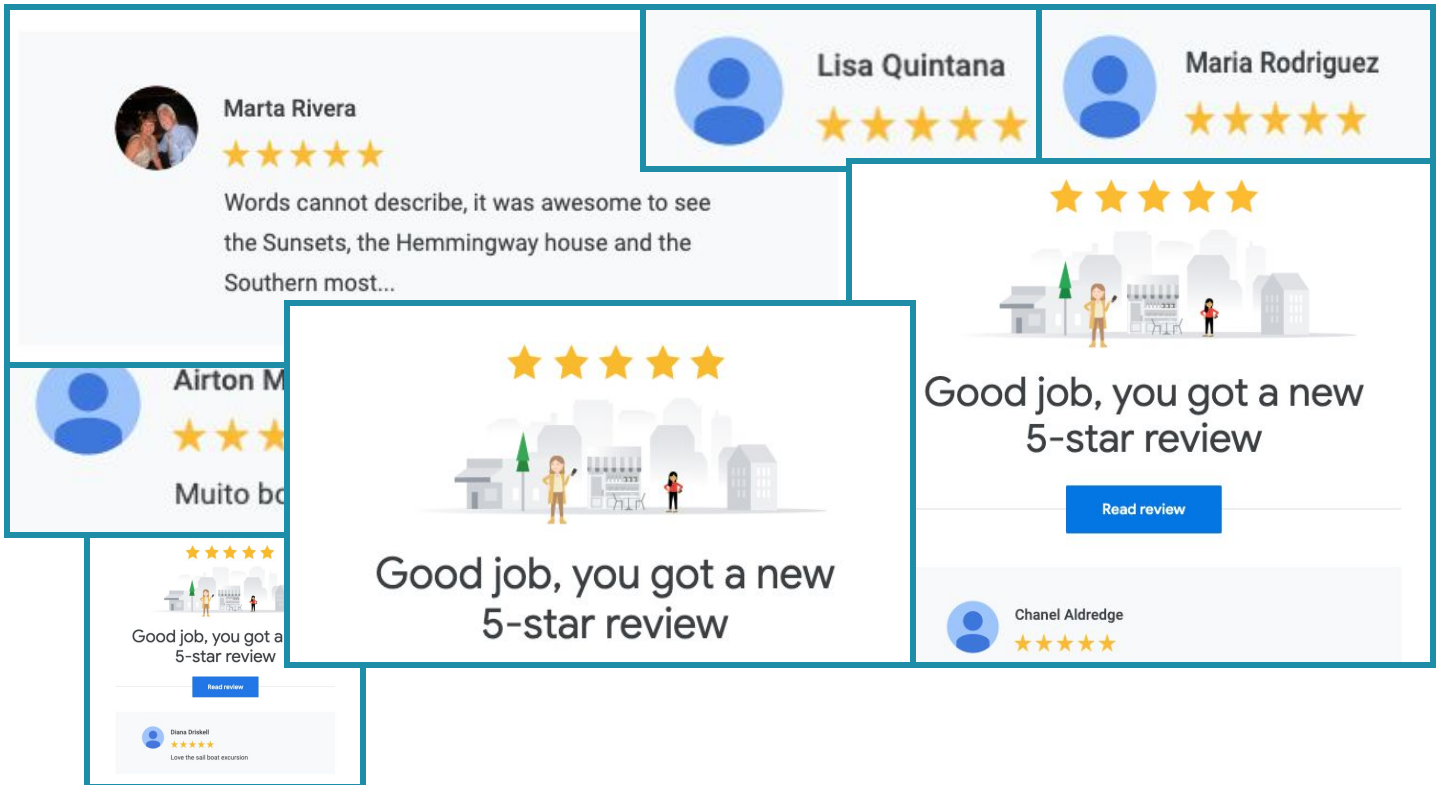 Marta Rivera
Words cannot describe, it was awesome to see
the Sunsets, the Hemmingway house and the
Southern most...
Lisa Quintana
Maria Rodriguez
Airton M
Muito bo
Good job, you got a new
5-star review
Good job, you got a new
5-star review
Read review
Chanel Aldredge
Good job, you got a
5-star review
Read review
Diana Driskell
Love the sail boat excursion